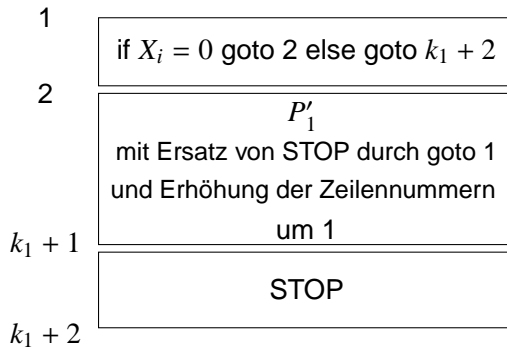 1
if X_i = 0 goto 2 else goto k_1 + 2
2
P'_1
mit Ersatz von STOP durch goto 1
und Erhöhung der Zeilennummern
um 1
k_1 + 1
STOP
k_1 + 2